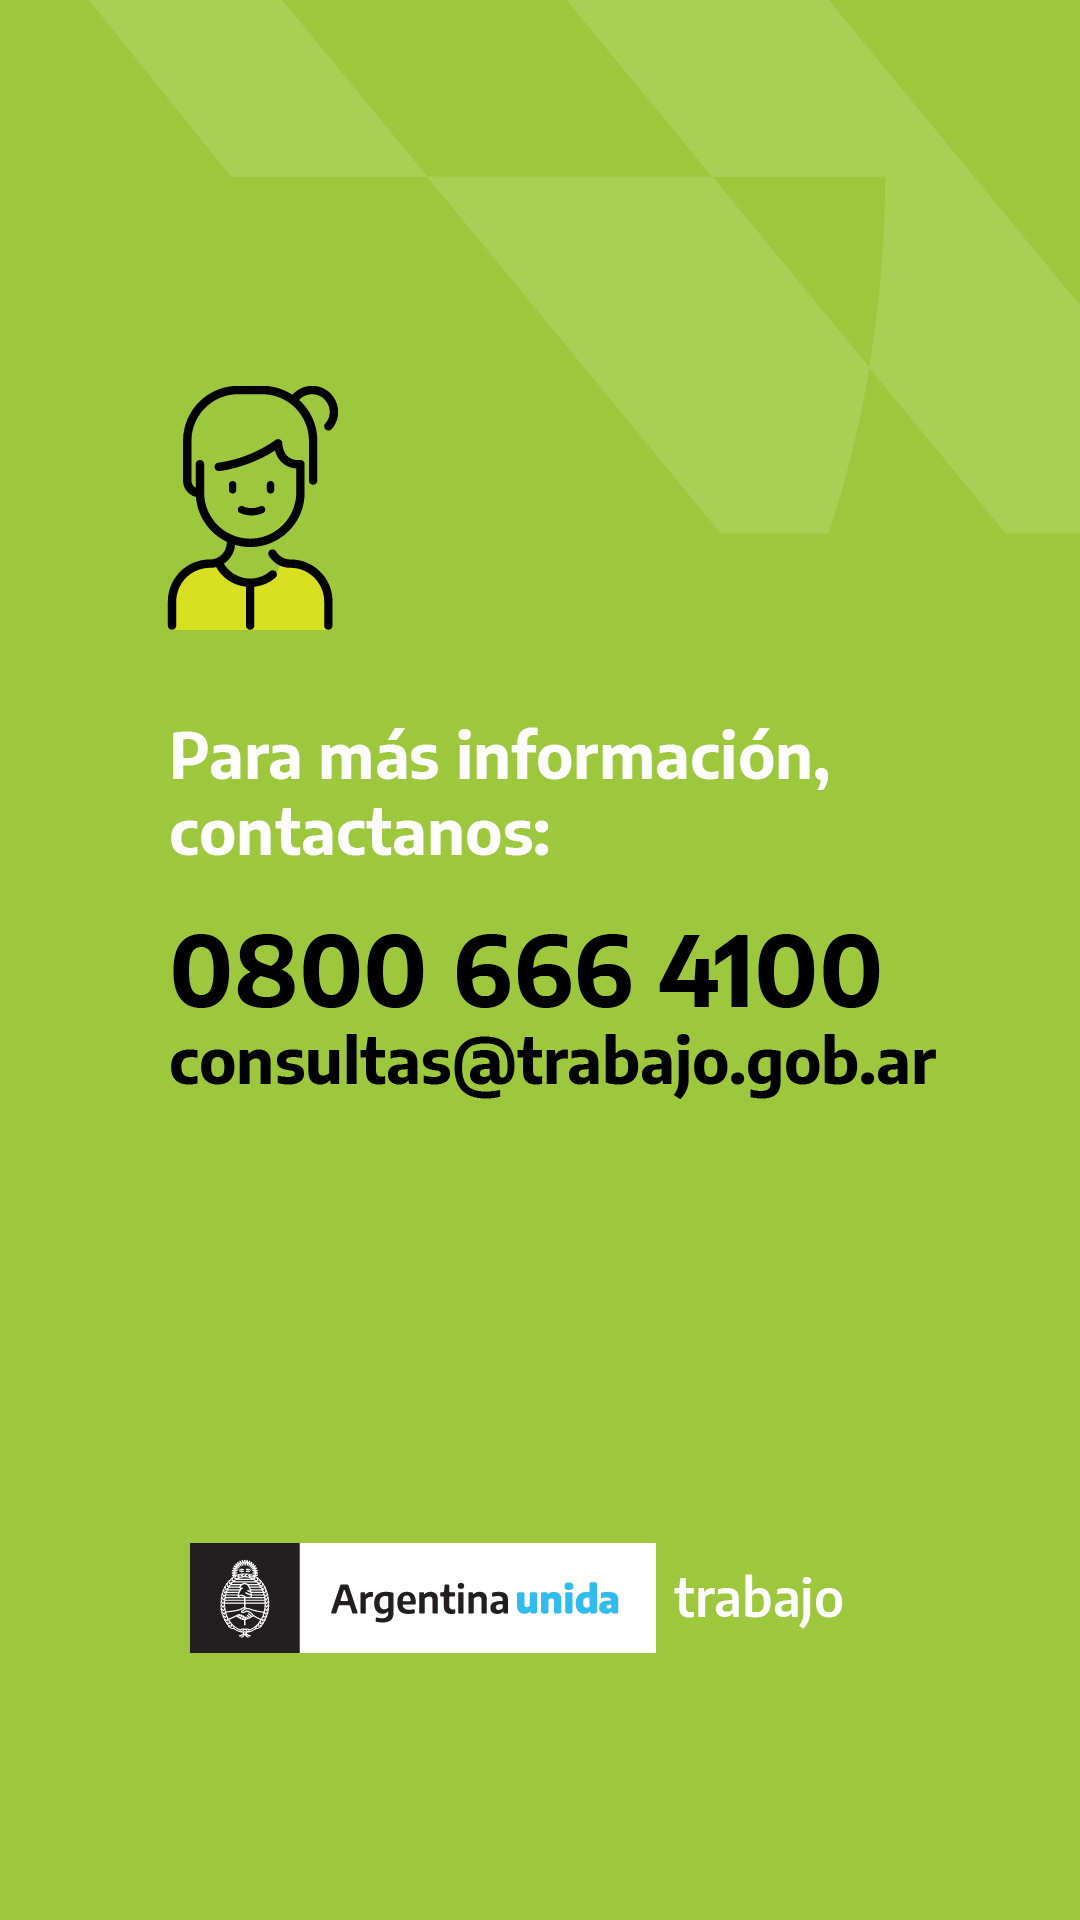 Para más información,
contactanos:
0800 666 4100
consultas@trabajo.gob.ar
Argentina unida trabajo